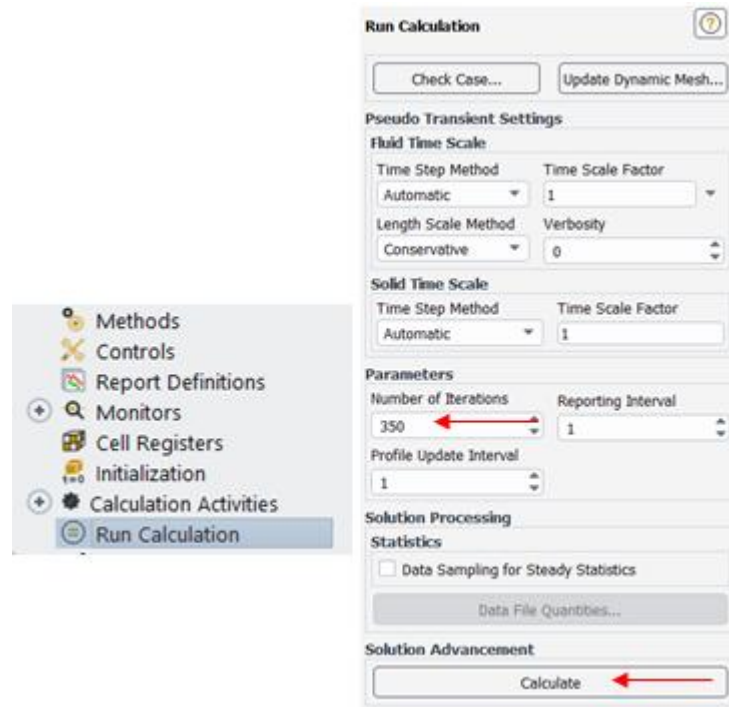 Methods
Controls
Report Definitions
Monitors
Cell Registers
t=0 Initialization
Calculation Activities
Run Calculation
Run Calculation
Check Case... Update Dynamic Mesh...
Pseudo Transient Settings
Fluid Time Scale
Time Step Method Time Scale Factor
Automatic 1
Length Scale Method Verbosity
Conservative 0
Solid Time Scale
Time Step Method Time Scale Factor
Automatic 1
Parameters
Number of Iterations Reporting Interval
350 1
Profile Update Interval
1
Solution Processing
Statistics
Data Sampling for Steady Statistics
Data File Quantities...
Solution Advancement
Calculate